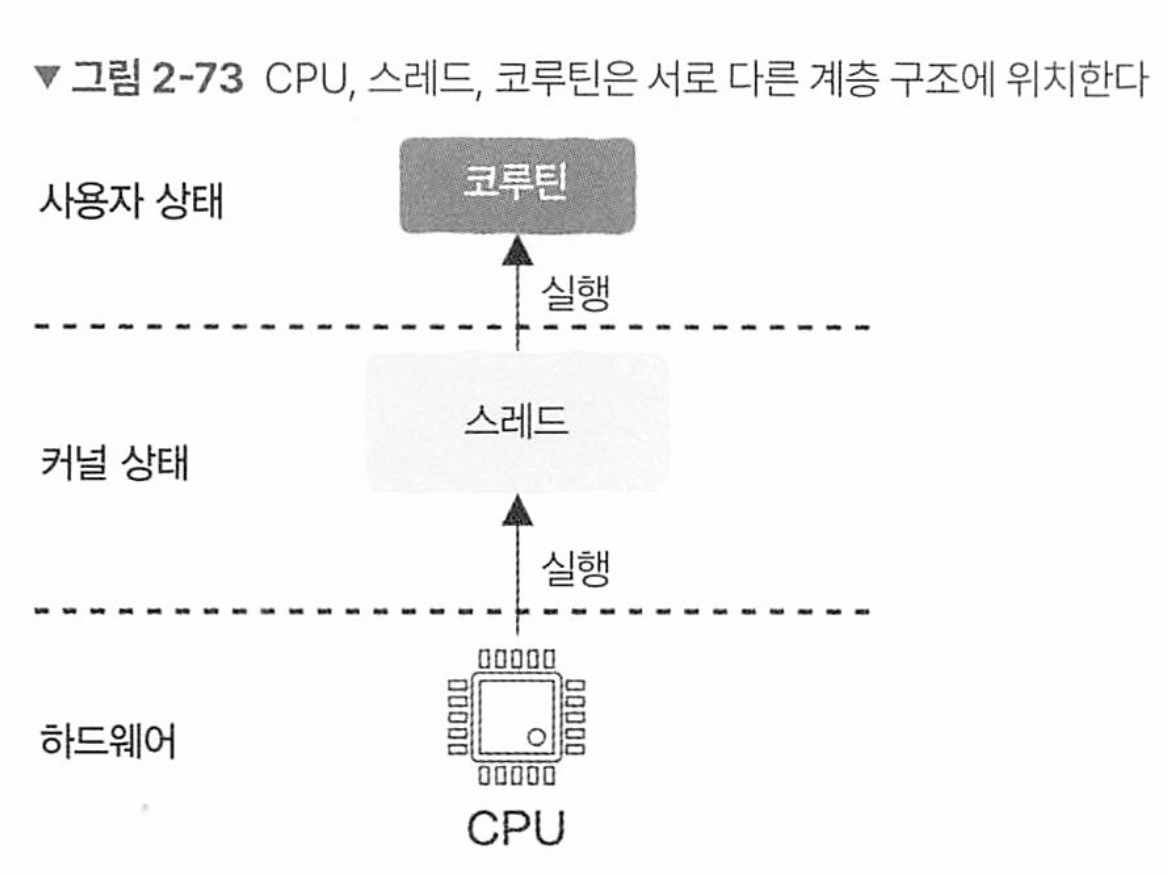 ▼ 그림 2-73 CPU, 스레드, 코루틴은 서로 다른 계층 구조에 위치한다
사용자 상태
코루틴
실행
커널 상태
스레드
실행
하드웨어
CPU